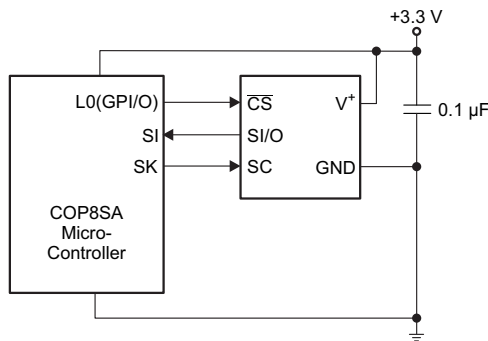 +3.3 V
L0(GPI/O)
CS
V+
0.1 µF
SI
SI/O
SK
SC
GND
COP8SA
Micro-
Controller